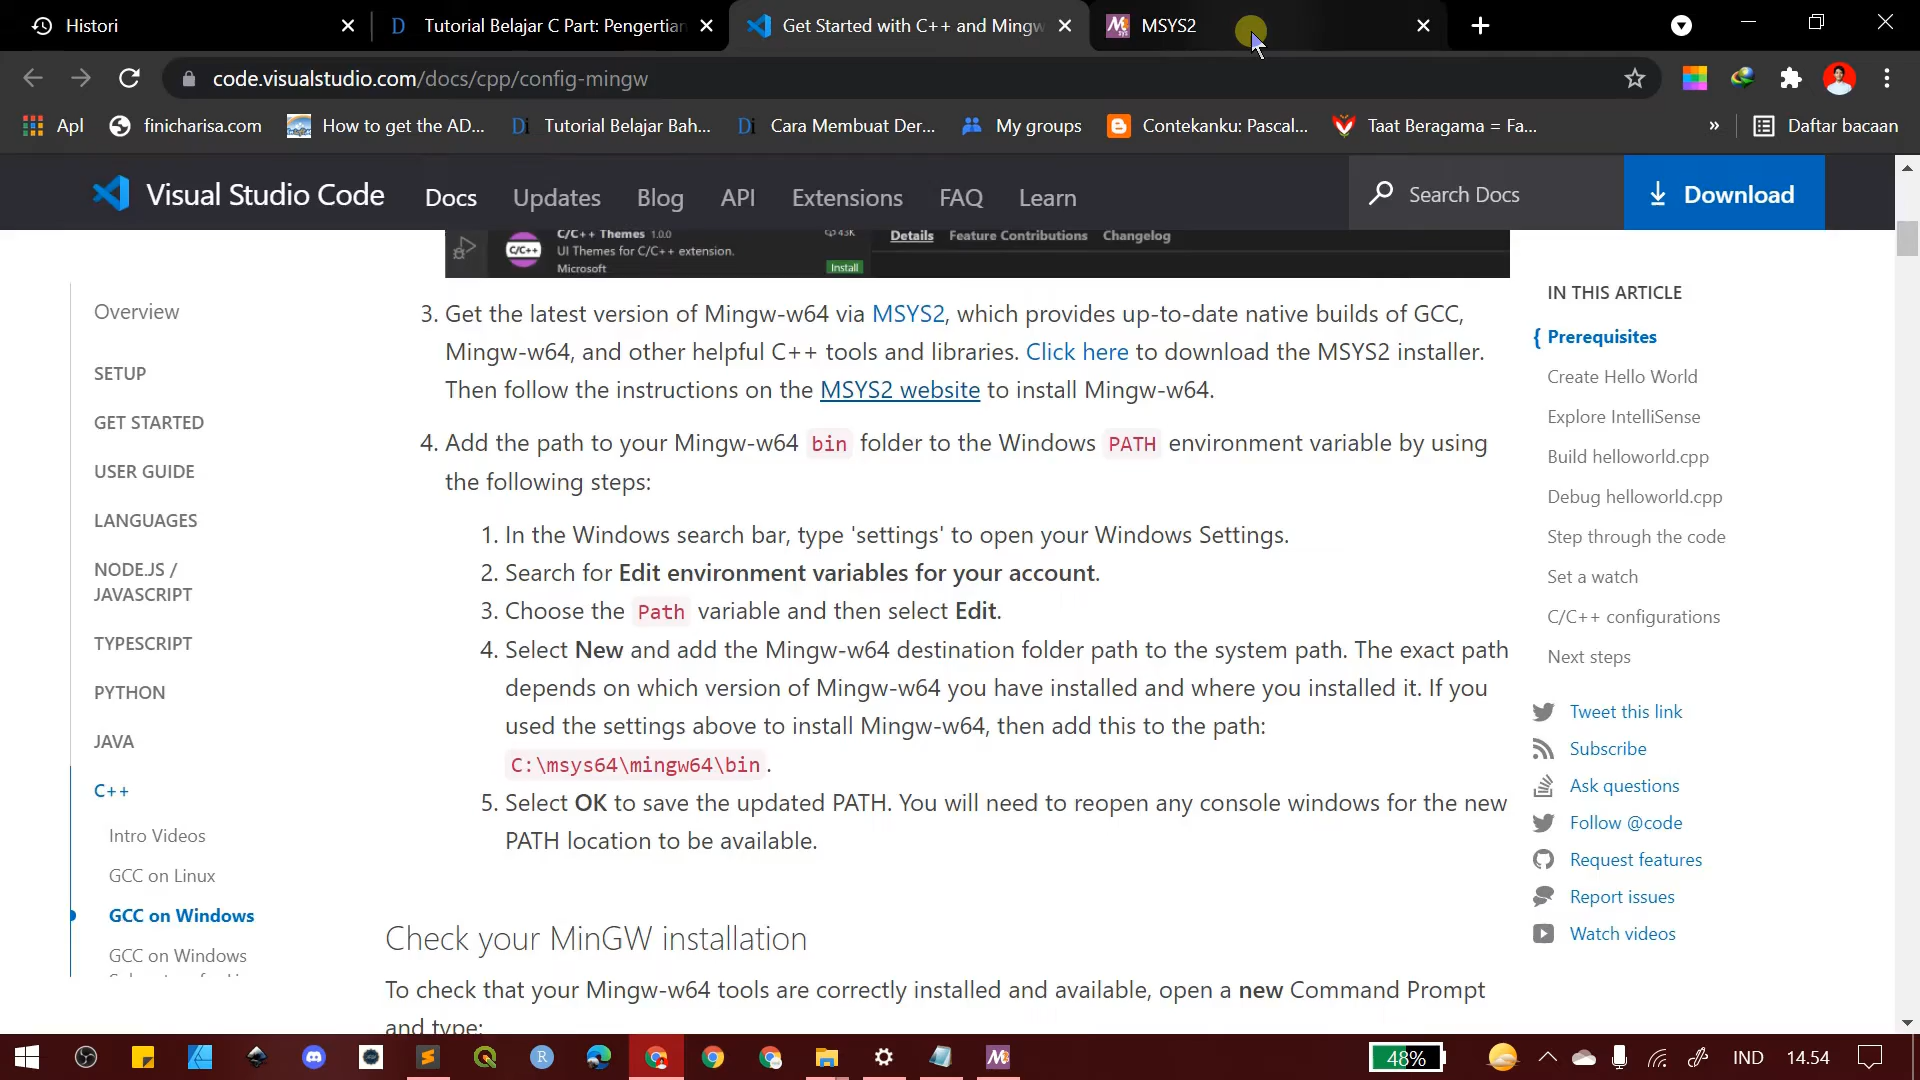 Histori
Tutorial Belajar C Part: Pengertian
Get Started with C++ and Mingw
MSYS2
code.visualstudio.com/docs/cpp/config-mingw
Apl
finicharisa.com
How to get the AD...
Tutorial Belajar Bah...
Cara Membuat Der...
My groups
Contekanku: Pascal...
Taat Beragama = Fa...
»
Daftar bacaan
Visual Studio Code
Docs
Updates
Blog
API
Extensions
FAQ
Learn
Search Docs
Download
C/C++ Themes 1.0.0
43K
UI Themes for C/C++ extension.
Microsoft
Install
Details
Feature Contributions
Changelog
Overview
SETUP
GET STARTED
USER GUIDE
LANGUAGES
NODE.JS /
JAVASCRIPT
TYPESCRIPT
PYTHON
JAVA
C++
Intro Videos
GCC on Linux
GCC on Windows
GCC on Windows
3. Get the latest version of Mingw-w64 via MSYS2, which provides up-to-date native builds of GCC,
Mingw-w64, and other helpful C++ tools and libraries. Click here to download the MSYS2 installer.
Then follow the instructions on the MSYS2 website to install Mingw-w64.
4. Add the path to your Mingw-w64 bin folder to the Windows PATH environment variable by using
the following steps:
1. In the Windows search bar, type 'settings' to open your Windows Settings.
2. Search for Edit environment variables for your account.
3. Choose the Path variable and then select Edit.
4. Select New and add the Mingw-w64 destination folder path to the system path. The exact path
depends on which version of Mingw-w64 you have installed and where you installed it. If you
used the settings above to install Mingw-w64, then add this to the path:
C:\msys64\mingw64\bin.
5. Select OK to save the updated PATH. You will need to reopen any console windows for the new
PATH location to be available.
Check your MinGW installation
To check that your Mingw-w64 tools are correctly installed and available, open a new Command Prompt
and type:
IN THIS ARTICLE
Prerequisites
Create Hello World
Explore IntelliSense
Build helloworld.cpp
Debug helloworld.cpp
Step through the code
Set a watch
C/C++ configurations
Next steps
Tweet this link
Subscribe
Ask questions
Follow @code
Request features
Report issues
Watch videos
48%
IND
14.54